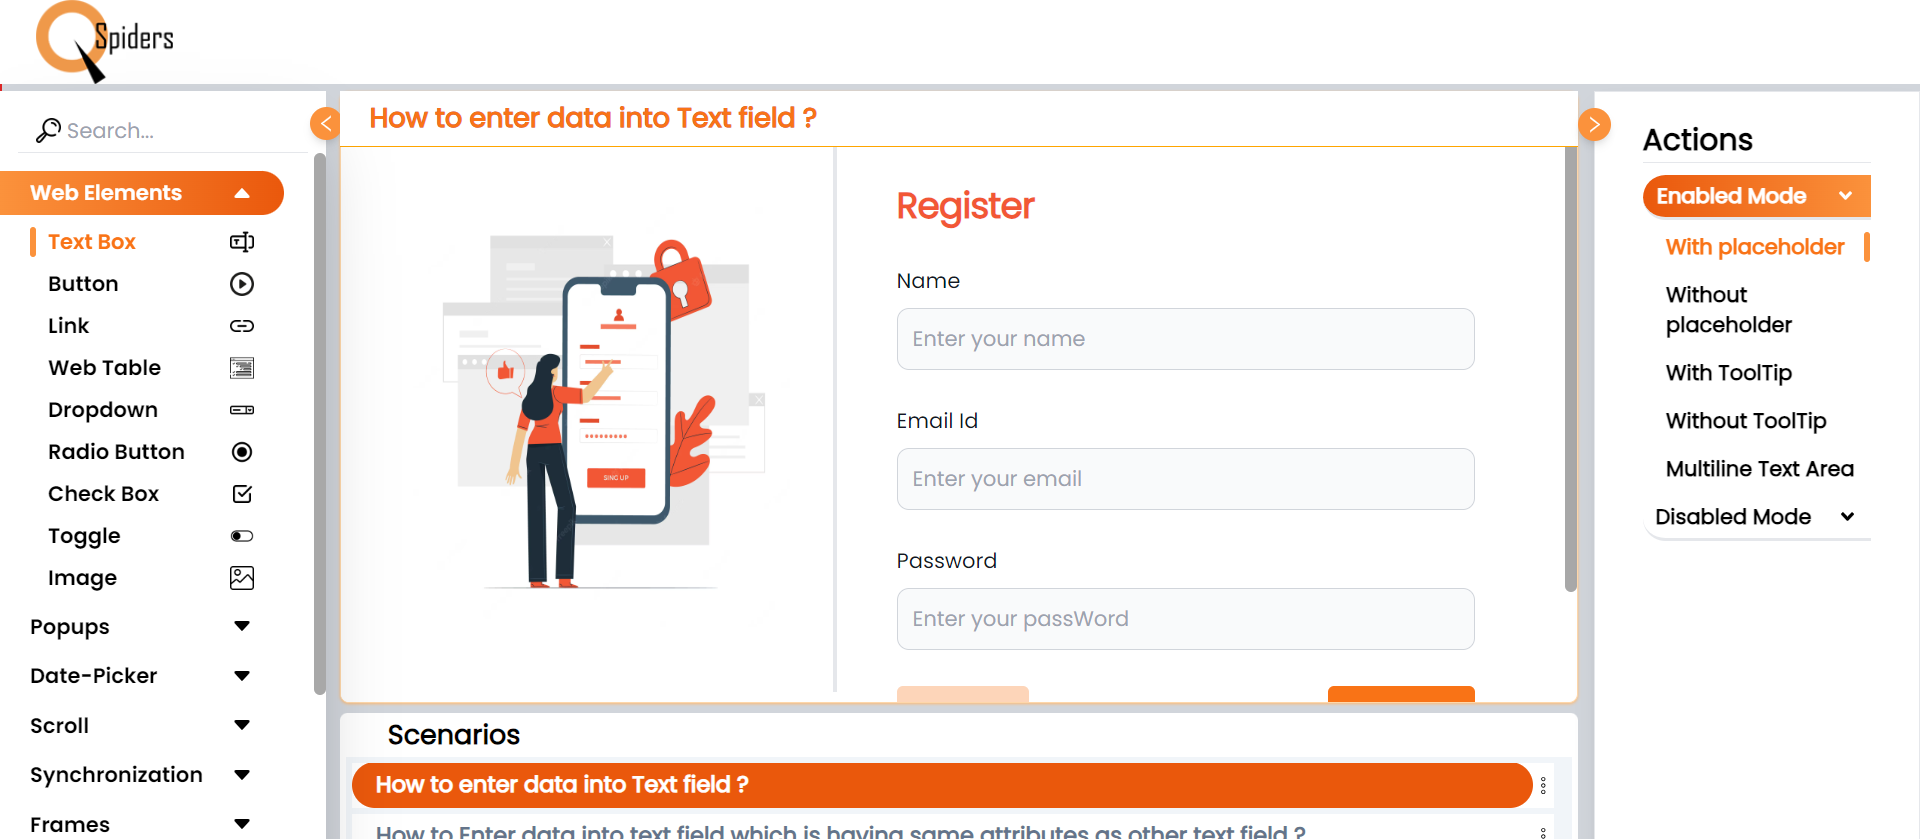 Spiders
Search...
Web Elements
Text Box
Button
Link
Web Table
Dropdown
Radio Button
Check Box
Toggle
Image
Popups
Date-Picker
Scroll
Synchronization
Frames
How to enter data into Text field ?
SING UP
Register
Name
Enter your name
Email Id
Enter your email
Password
Enter your passWord
Scenarios
How to enter data into Text field ?
How to Enter data into text field which is having same attributes as other text field ?
Actions
Enabled Mode
With placeholder
Without
placeholder
With ToolTip
Without ToolTip
Multiline Text Area
Disabled Mode